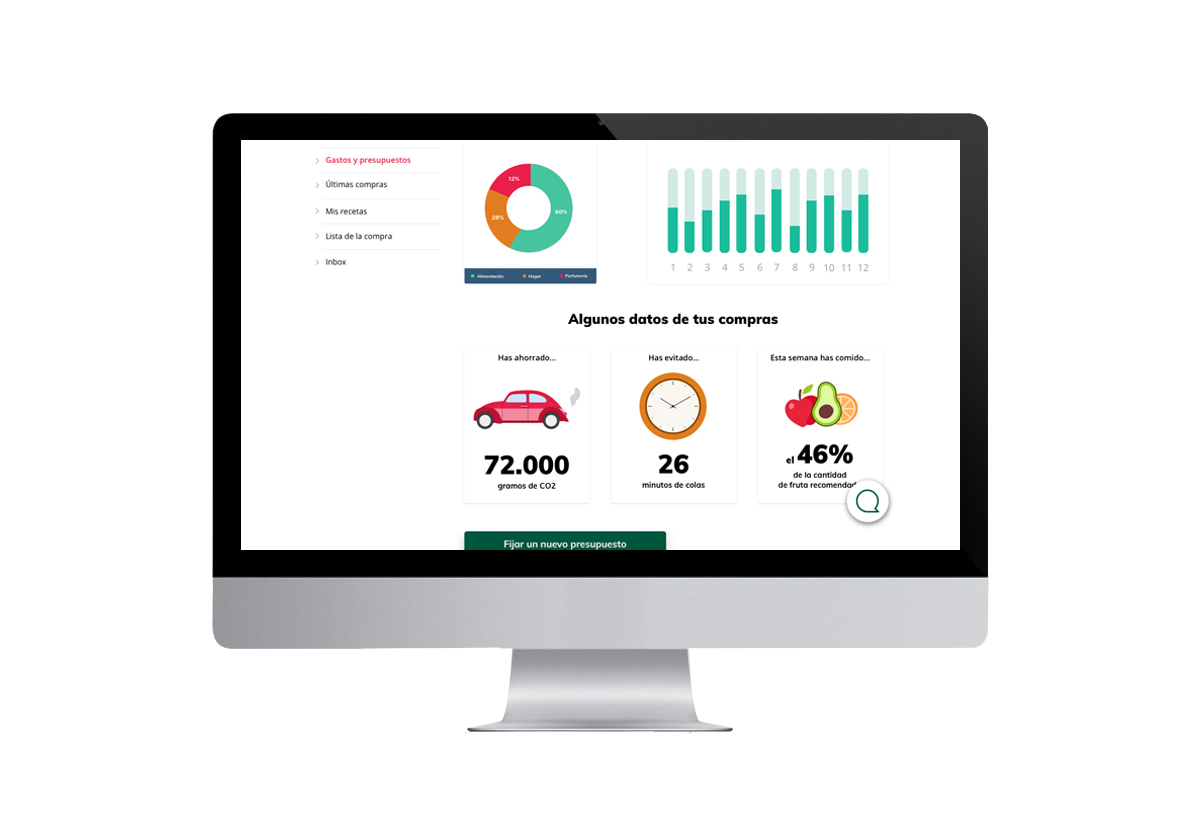 Gastos y presupuestos
Últimas compras
Mis recetas
Lista de la compra
Inbox
12%
28%
60%
Alimentación Hogar Perfumería
1 2 3 4 5 6 7 8 9 10 11 12
Algunos datos de tus compras
Has ahorrado...
72.000
gramos de CO2
Has evitado...
26
minutos de colas
Esta semana has comido...
el 46%
de la cantidad
de fruta
Fijar un nuevo presupuesto